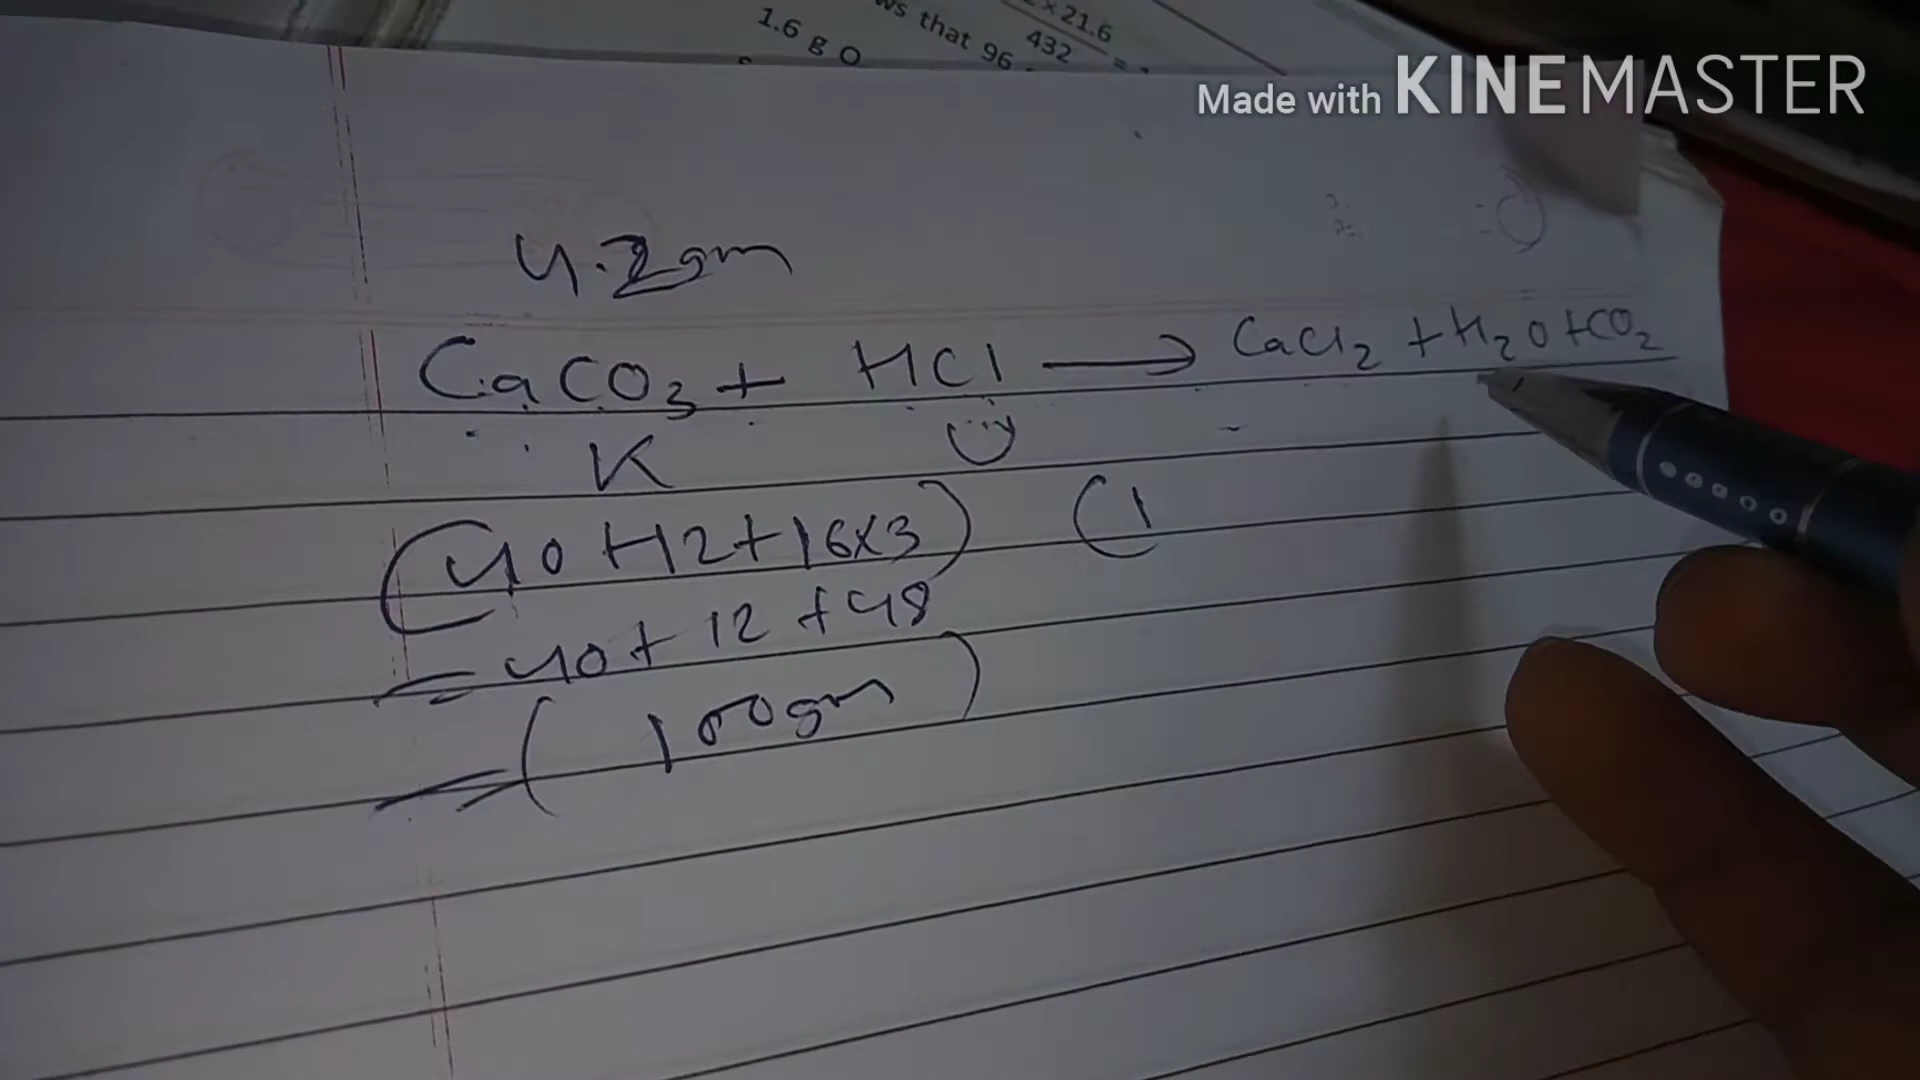 ws that 96
× 21.6
432 =
1.6 g O
Made with KINEMASTER
4.2gm
CaCO3 + HCl ⟶ CaCl2 + H2O + CO2
K
(40+12+16×3) (1
= 40 + 12 + 48
= (100gm)